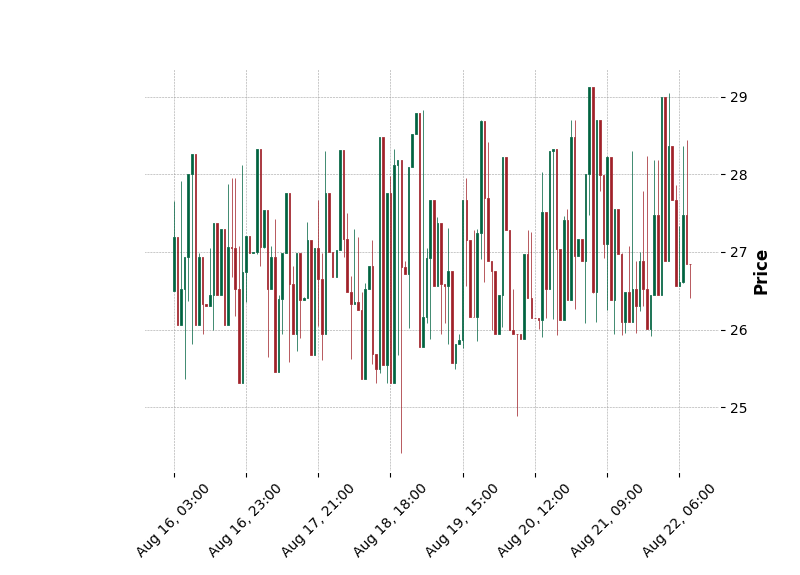 29
28
27
26
25
Price
Aug 16, 03:00
Aug 16, 23:00
Aug 17, 21:00
Aug 18, 18:00
Aug 19, 15:00
Aug 20, 12:00
Aug 21, 09:00
Aug 22, 06:00